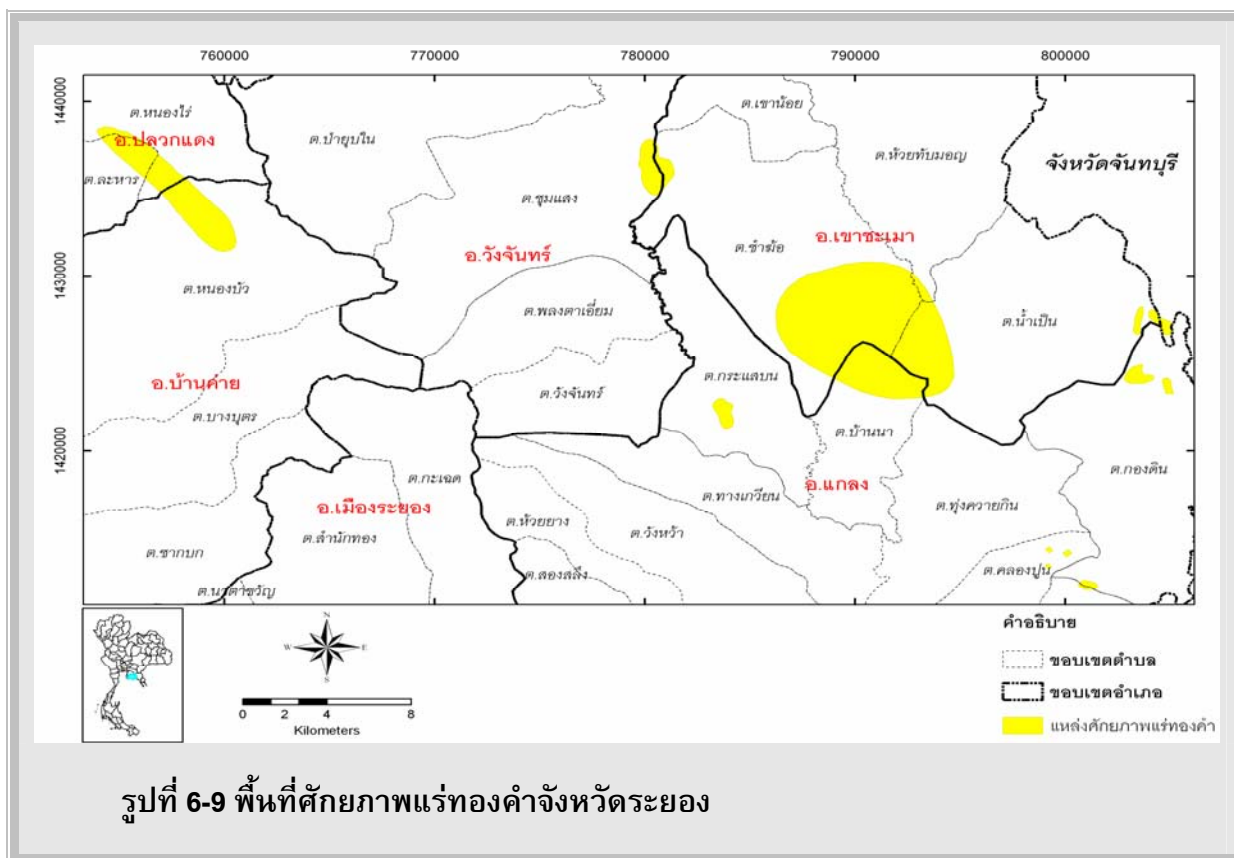 760000 770000 780000 790000 800000
1440000
1430000
1420000
ต.หนองไร่
อ.ปลวกแดง
ต.ละหาร
ต.ป่ายุบใน
ต.เขาน้อย
ต.ห้วยทับมอญ
จังหวัดจันทบุรี
ต.ชุมแสง
อ.วังจันทร์
ต.ซำฆ้อ
อ.เขาชะเมา
ต.หนองบัว
ต.พลงตาเอี่ยม
ต.น้ำเป็น
อ.บ้านค่าย
ต.บางบุตร
ต.วังจันทร์
ต.กระแสบน
ต.บ้านนา
ต.กองดิน
ต.กะเฉด
อ.เมืองระยอง
ต.สำนักทอง
ต.ทางเกวียน
อ.แกลง
ต.ทุ่งควายกิน
ต.ห้วยยาง
ต.วังหว้า
ต.ชากบก
ต.สองสลึง
ต.คลองปูน
ต.นาตาขวัญ
N
W E
S
0 2 4 8
Kilometers
คำอธิบาย
ขอบเขตตำบล
ขอบเขตอำเภอ
แหล่งศักยภาพแร่ทองคำ
รูปที่ 6-9 พื้นที่ศักยภาพแร่ทองคำจังหวัดระยอง